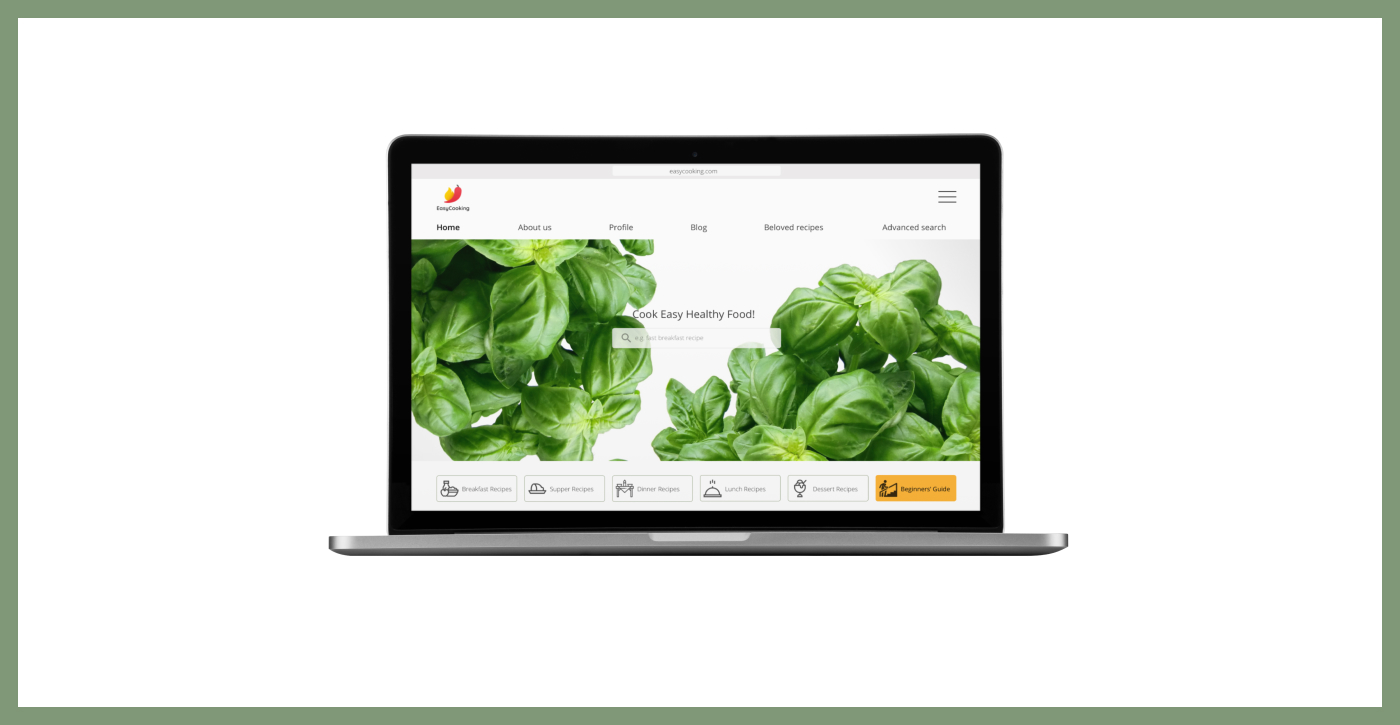 easycooking.com
EasyCooking
Home About us Profile Blog Beloved recipes Advanced search
Cook Easy Healthy Food!
e.g. fast breakfast recipe
Breakfast Recipes Supper Recipes Dinner Recipes Lunch Recipes Dessert Recipes Beginners' Guide